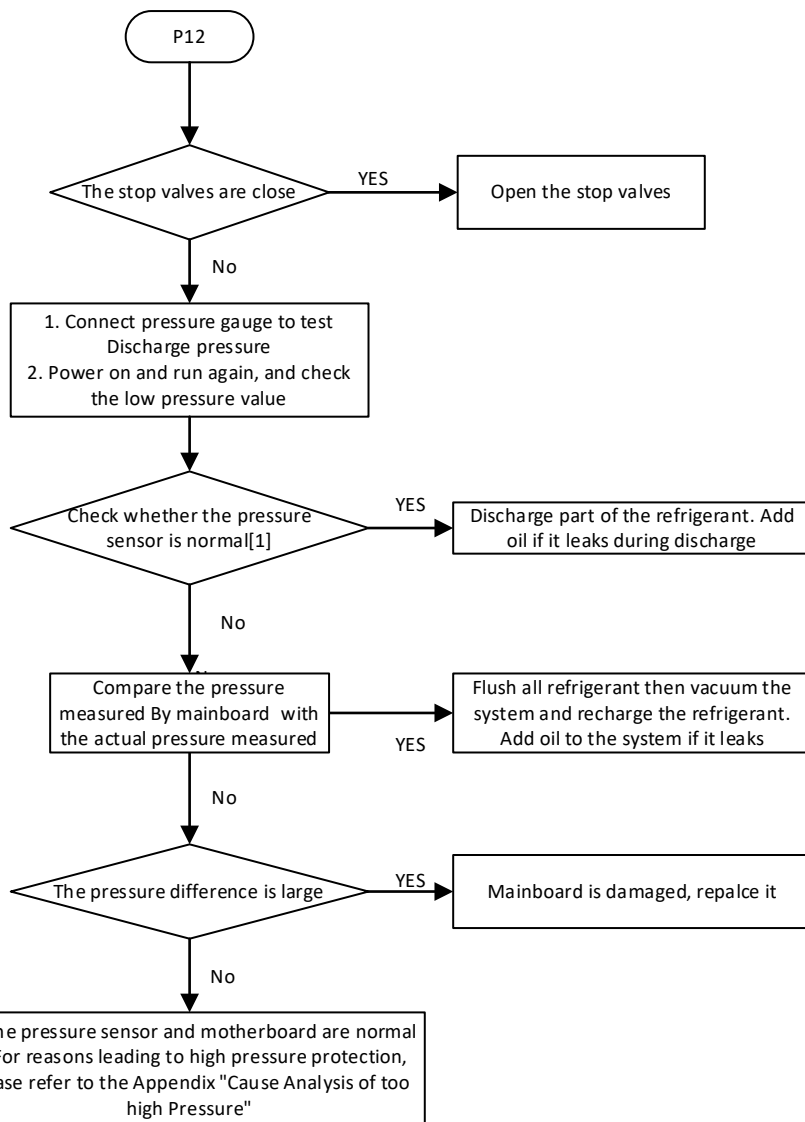 P12
The stop valves are close
YES
Open the stop valves
No
1. Connect pressure gauge to test
Discharge pressure
2. Power on and run again, and check
the low pressure value
Check whether the pressure
sensor is normal[1]
YES
Discharge part of the refrigerant. Add
oil if it leaks during discharge
No
Compare the pressure
measured By mainboard with
the actual pressure measured
YES
Flush all refrigerant then vacuum the
system and recharge the refrigerant.
Add oil to the system if it leaks
No
The pressure difference is large
YES
Mainboard is damaged, repalce it
No
he pressure sensor and motherboard are normal
For reasons leading to high pressure protection,
ase refer to the Appendix "Cause Analysis of too
high Pressure"